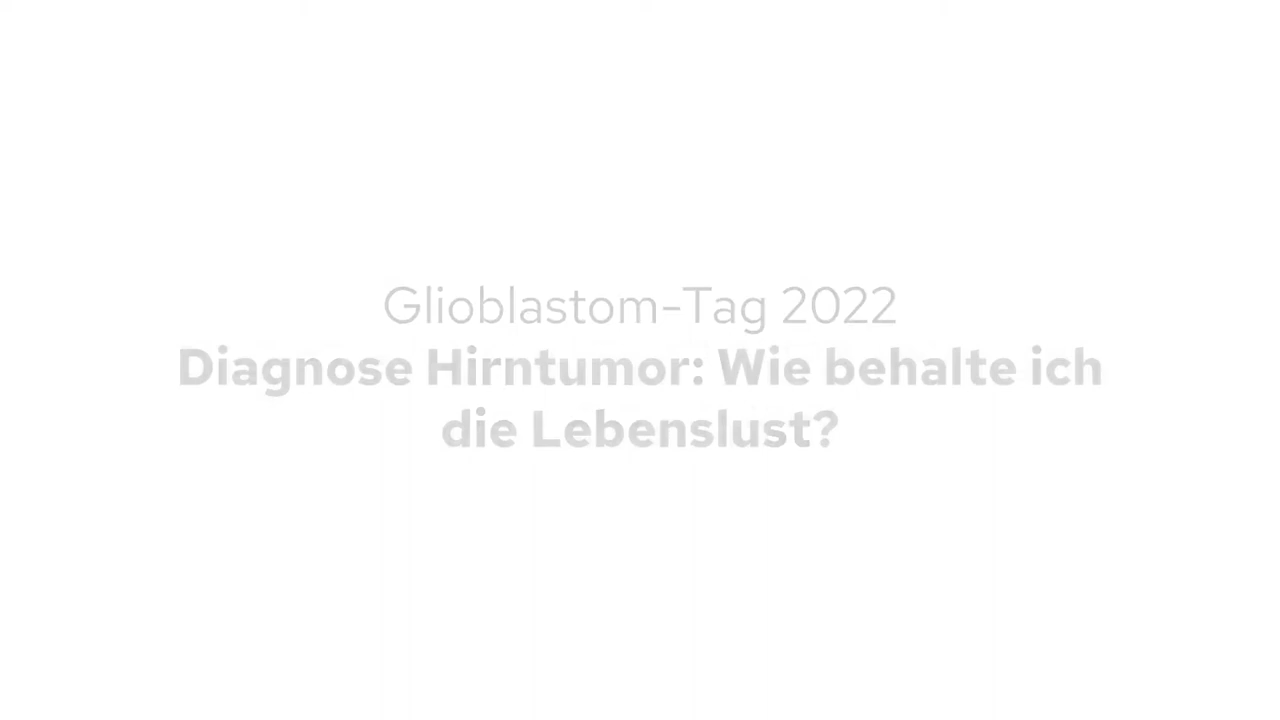 Glioblastom-Tag 2022
Diagnose Hirntumor: Wie behalte ich
die Lebenslust?